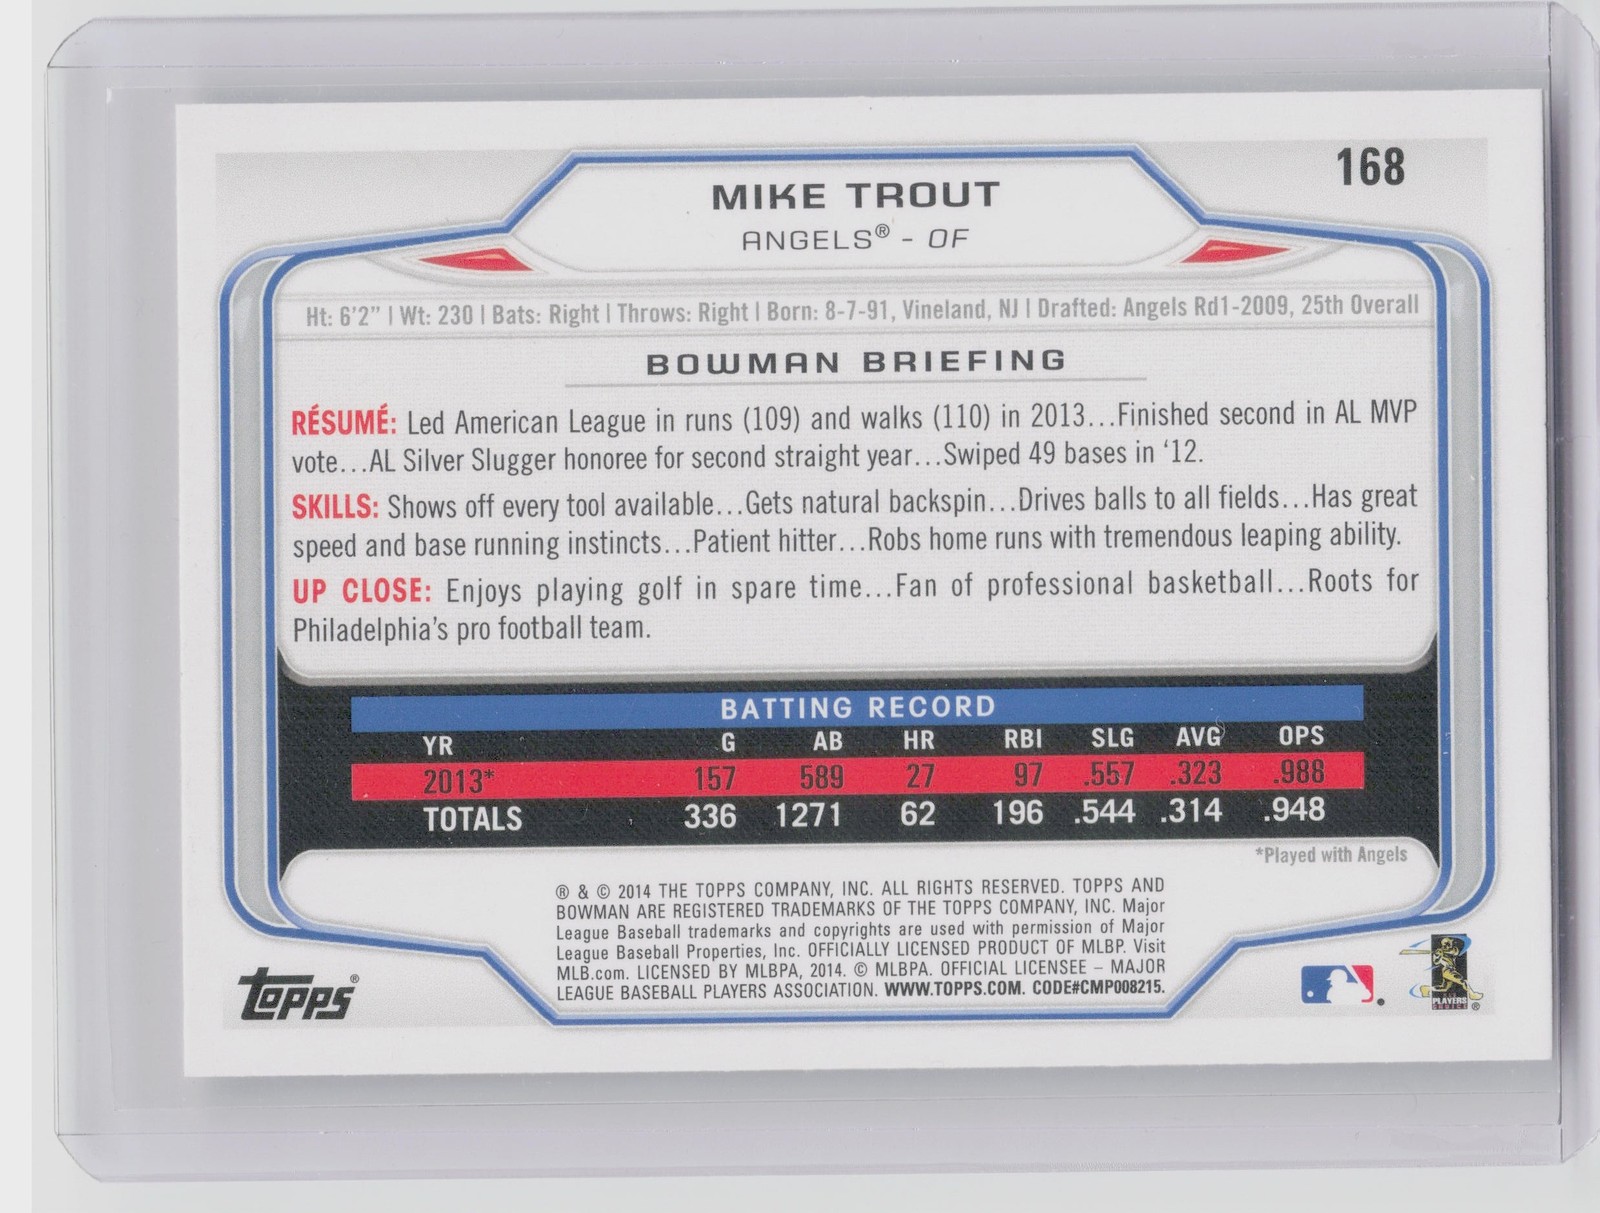 168
MIKE TROUT
ANGELS® - OF
Ht: 6'2" | Wt: 230 | Bats: Right | Throws: Right | Born: 8-7-91, Vineland, NJ | Drafted: Angels Rd1-2009, 25th Overall
BOWMAN BRIEFING
RÉSUMÉ: Led American League in runs (109) and walks (110) in 2013...Finished second in AL MVP
vote...AL Silver Slugger honoree for second straight year...Swiped 49 bases in '12.
SKILLS: Shows off every tool available...Gets natural backspin...Drives balls to all fields...Has great
speed and base running instincts...Patient hitter...Robs home runs with tremendous leaping ability.
UP CLOSE: Enjoys playing golf in spare time...Fan of professional basketball...Roots for
Philadelphia's pro football team.
BATTING RECORD
YR G AB HR RBI SLG AVG OPS
2013* 157 589 27 97 .557 .323 .988
TOTALS 336 1271 62 196 .544 .314 .948
*Played with Angels
® & © 2014 THE TOPPS COMPANY, INC. ALL RIGHTS RESERVED. TOPPS AND
BOWMAN ARE REGISTERED TRADEMARKS OF THE TOPPS COMPANY, INC. Major
League Baseball trademarks and copyrights are used with permission of Major
League Baseball Properties, Inc. OFFICIALLY LICENSED PRODUCT OF MLBP. Visit
MLB.com. LICENSED BY MLBPA, 2014. © MLBPA. OFFICIAL LICENSEE – MAJOR
LEAGUE BASEBALL PLAYERS ASSOCIATION. WWW.TOPPS.COM. CODE#CMP008215.
Topps®
PLAYERS
CHOICE ®